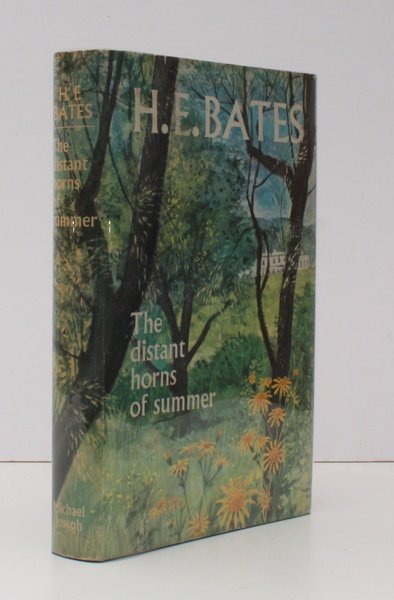 H.E.
BATES
The
distant
horns
of
summer
Michael
Joseph
H.E.BATES
The
distant
horns
of summer